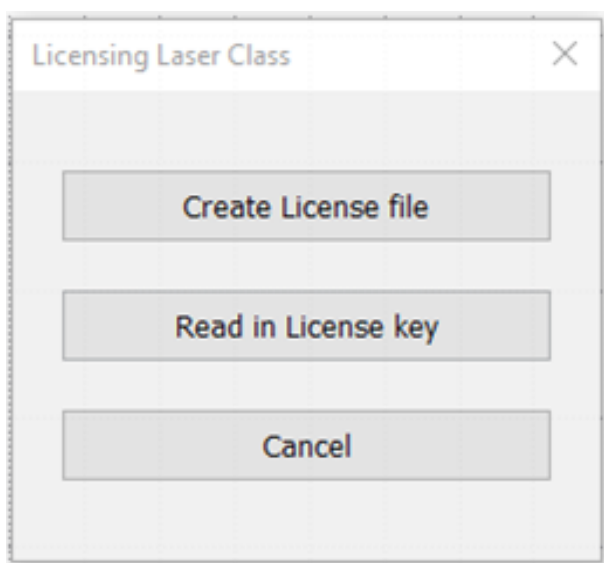 Licensing Laser Class
Create License file
Read in License key
Cancel